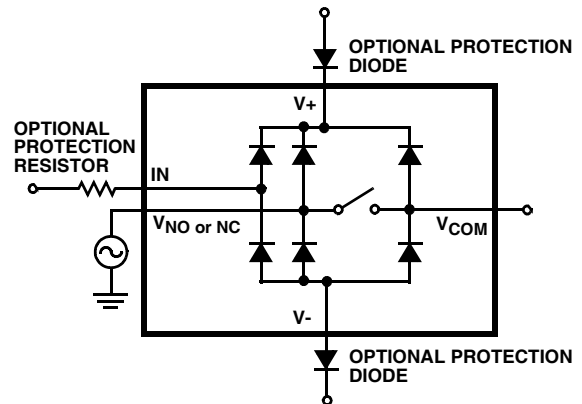 OPTIONAL PROTECTION
DIODE
V+
OPTIONAL
PROTECTION
RESISTOR
IN
VNO or NC
VCOM
V-
OPTIONAL PROTECTION
DIODE